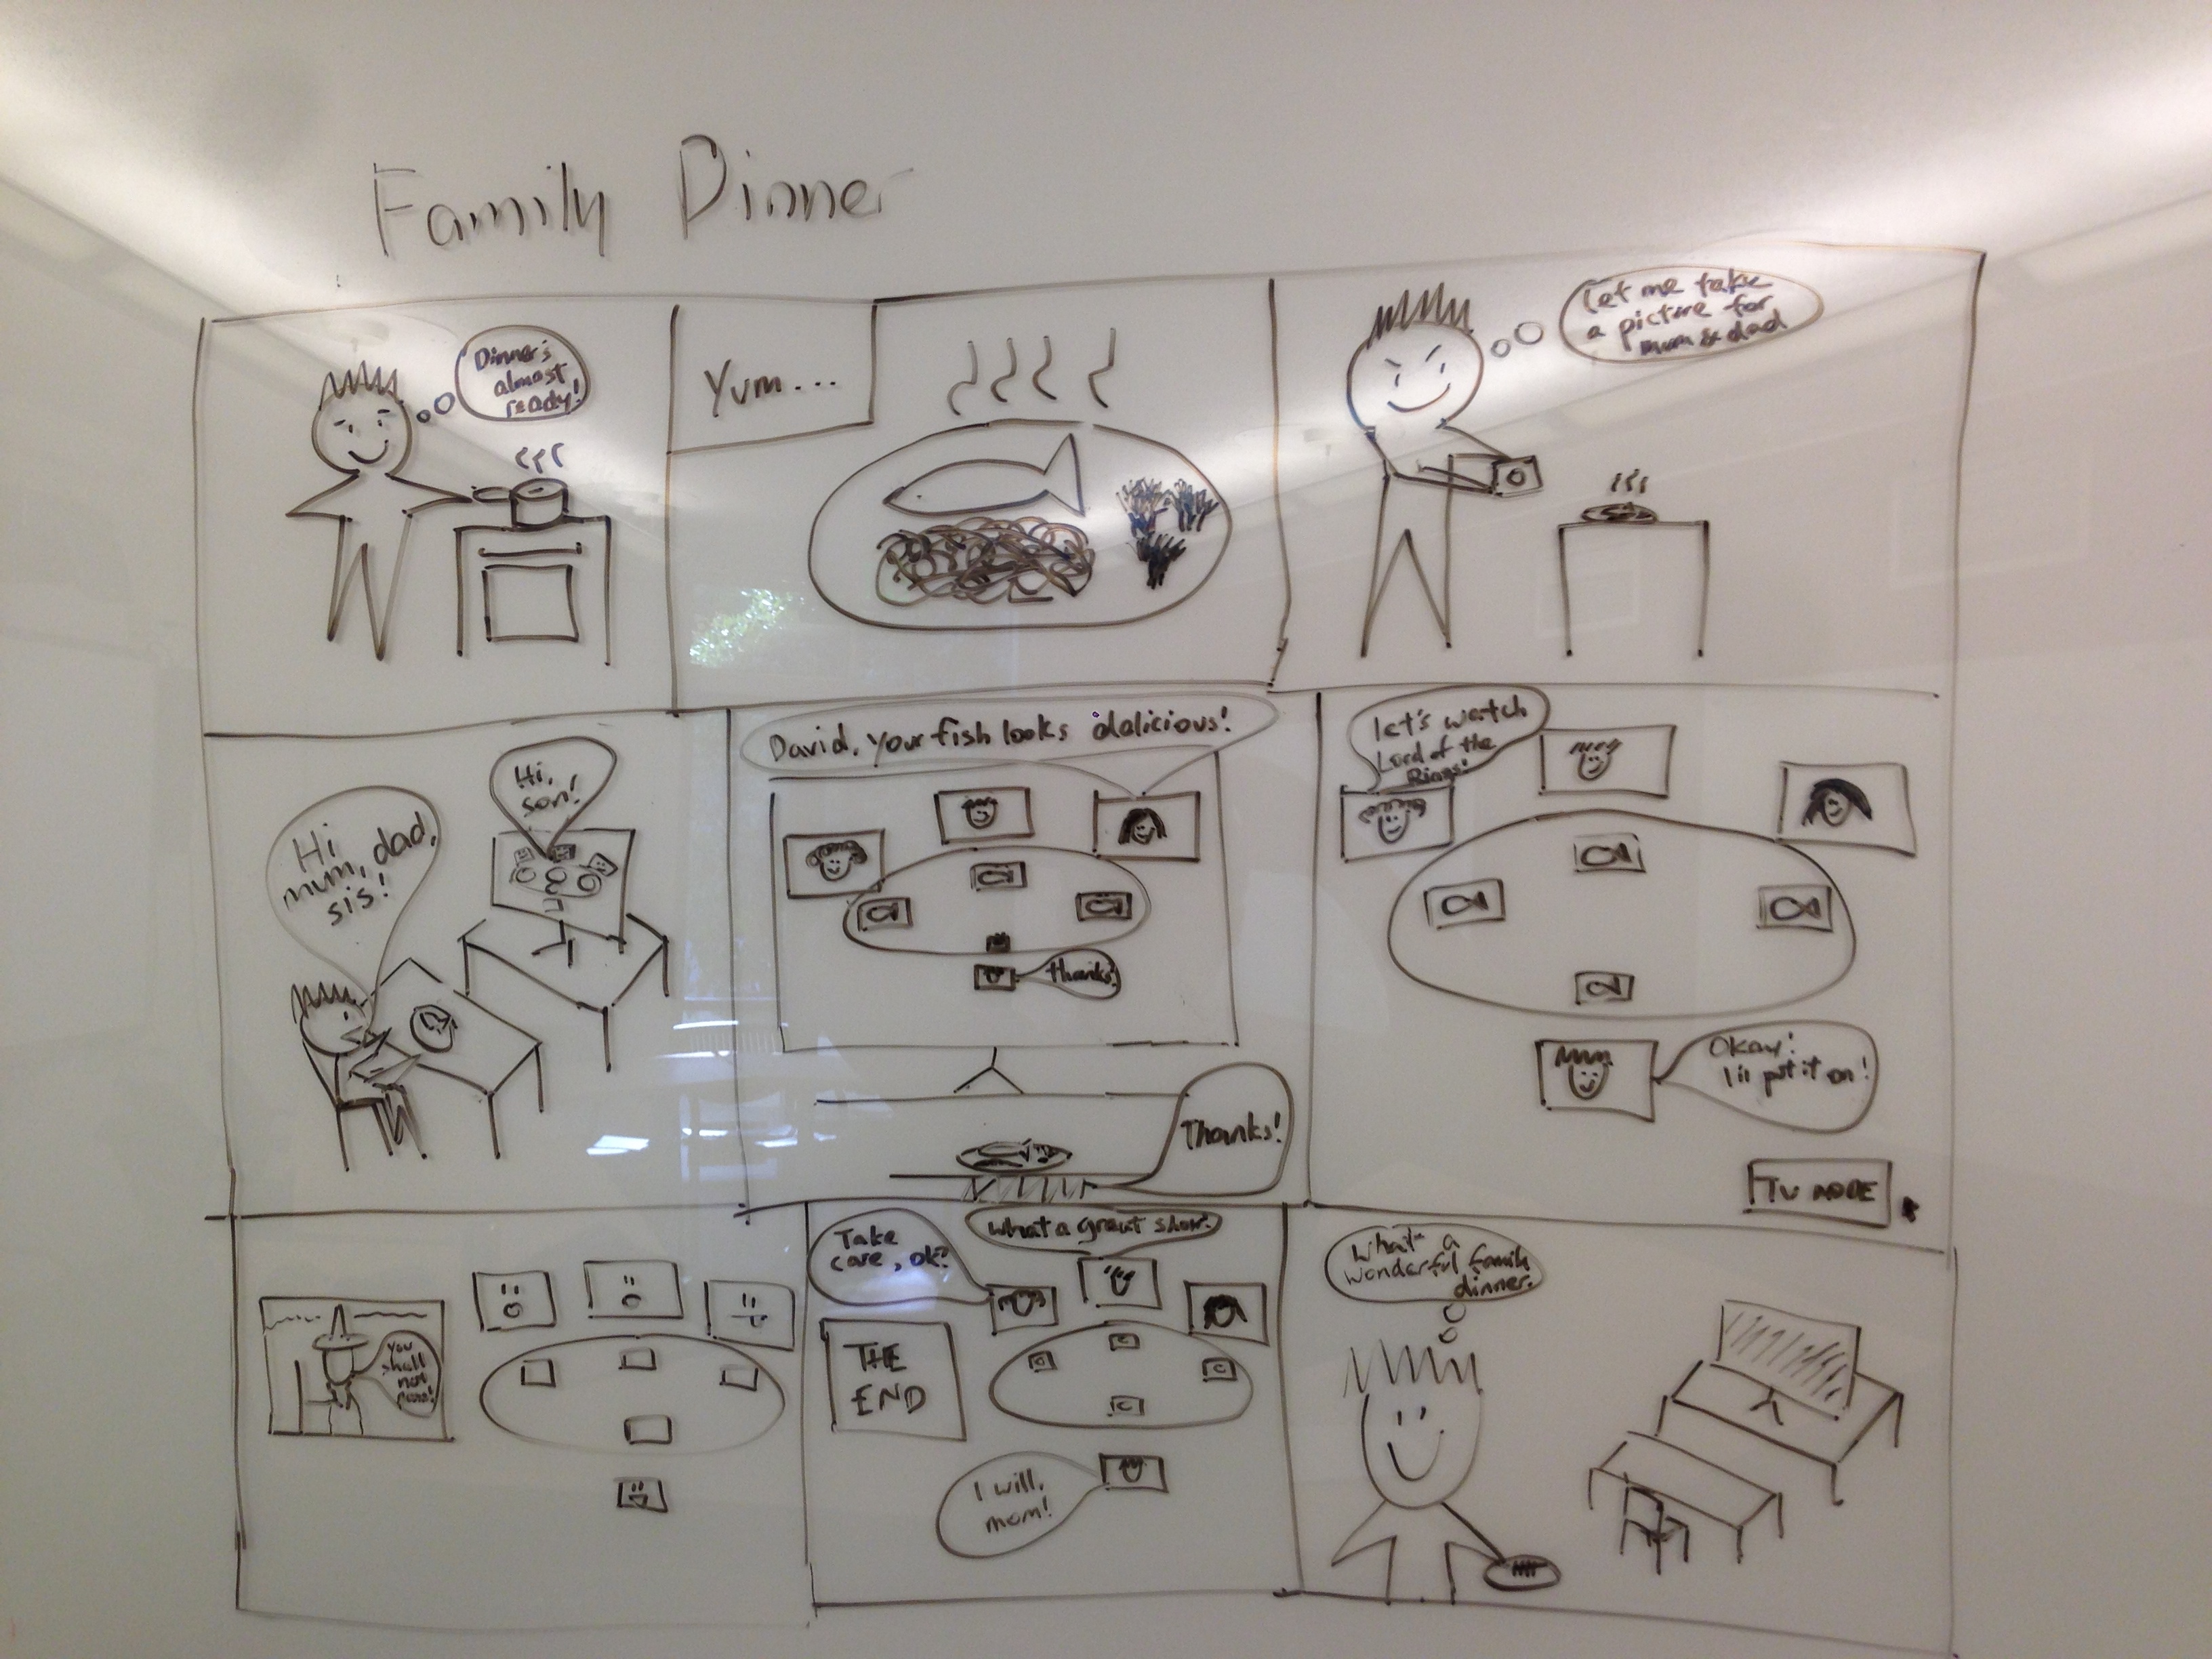 Family Dinner
Dinner's
almost
ready!
Yum...
Let me take
a picture for
mum & dad
Hi
mum, dad,
sis!
Hi,
son!
David, your fish looks delicious!
thanks!
Thanks!
let's watch
Lord of the
Rings!
Okay!
I'll put it on!
TV MODE
You
shall
not
pass!
Take
care, ok?
What a great show.
THE
END
I will,
mom!
What a
wonderful family
dinner.